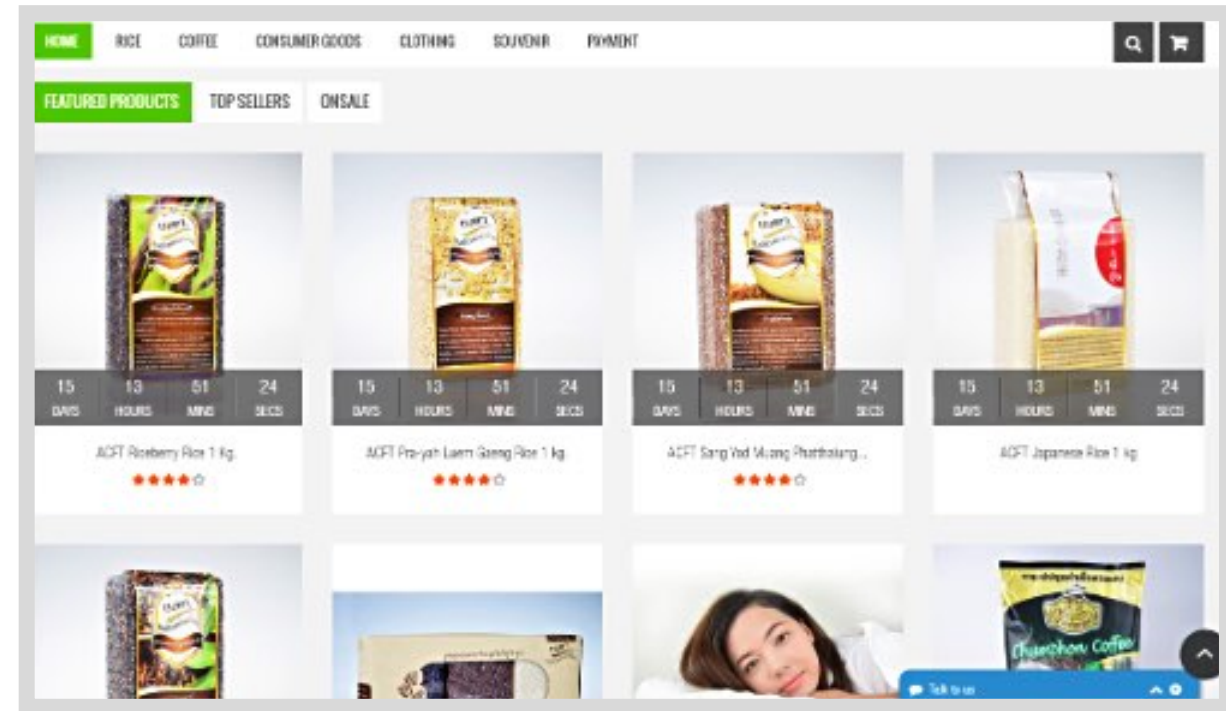 HOME RICE COFFEE CONSUMER GOODS CLOTHING SOUVENIR PAYMENT
FEATURED PRODUCTS TOP SELLERS ONSALE
15 13 51 24 15 13 51 24 15 13 51 24 15 13 51 24
DAYS HOURS MINS SECS DAYS HOURS MINS SECS DAYS HOURS MINS SECS DAYS HOURS MINS SECS
ACFT Riceberry Rice 1 Kg. ACFT Pra-yah Luem Gaeng Rice 1 kg ACFT Sang Yod Muang Phatthalung... ACFT Japanese Rice 1 kg
Chumphon Coffee
Talk to us